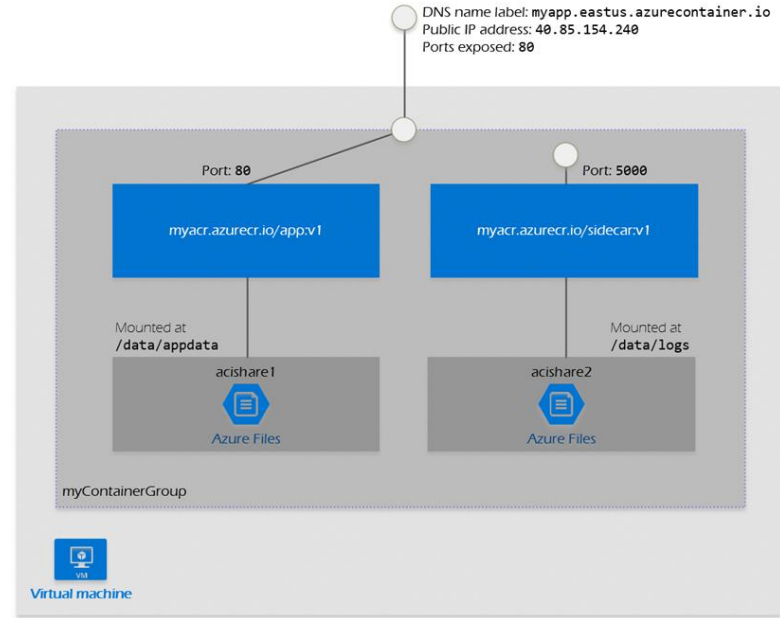 DNS name label: myapp.eastus.azurecontainer.io
Public IP address: 40.85.154.240
Ports exposed: 80
Port: 80
Port: 5000
myacr.azurecr.io/app:v1
myacr.azurecr.io/sidecar:v1
Mounted at
/data/appdata
Mounted at
/data/logs
acishare1
Azure Files
acishare2
Azure Files
myContainerGroup
VM
Virtual machine